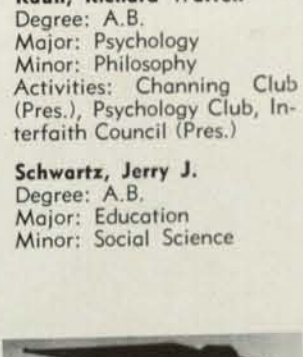 Degree: A.B.
Major: Psychology
Minor: Philosophy
Activities: Channing Club
(Pres.), Psychology Club, In-
terfaith Council (Pres.)
Schwartz, Jerry J.
Degree: A.B.
Major: Education
Minor: Social Science